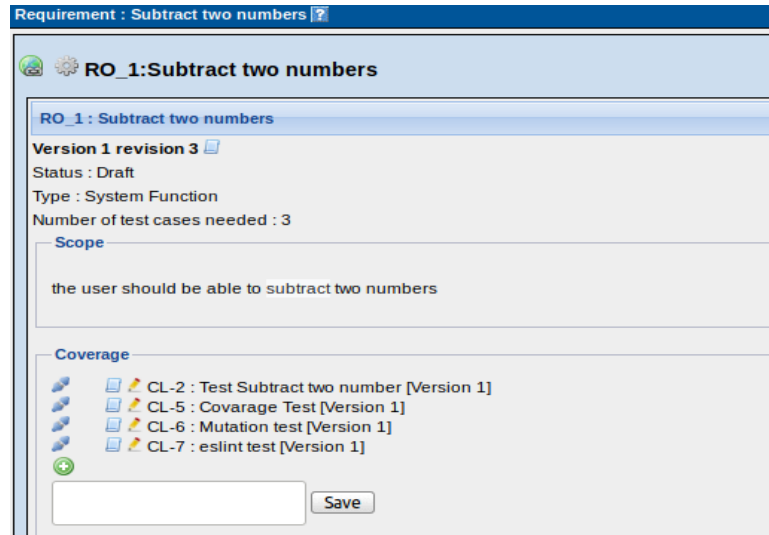 Requirement : Subtract two numbers ?
RO_1:Subtract two numbers
RO_1 : Subtract two numbers
Version 1 revision 3
Status : Draft
Type : System Function
Number of test cases needed : 3
Scope
the user should be able to subtract two numbers
Coverage
CL-2 : Test Subtract two number [Version 1]
CL-5 : Covarage Test [Version 1]
CL-6 : Mutation test [Version 1]
CL-7 : eslint test [Version 1]
Save